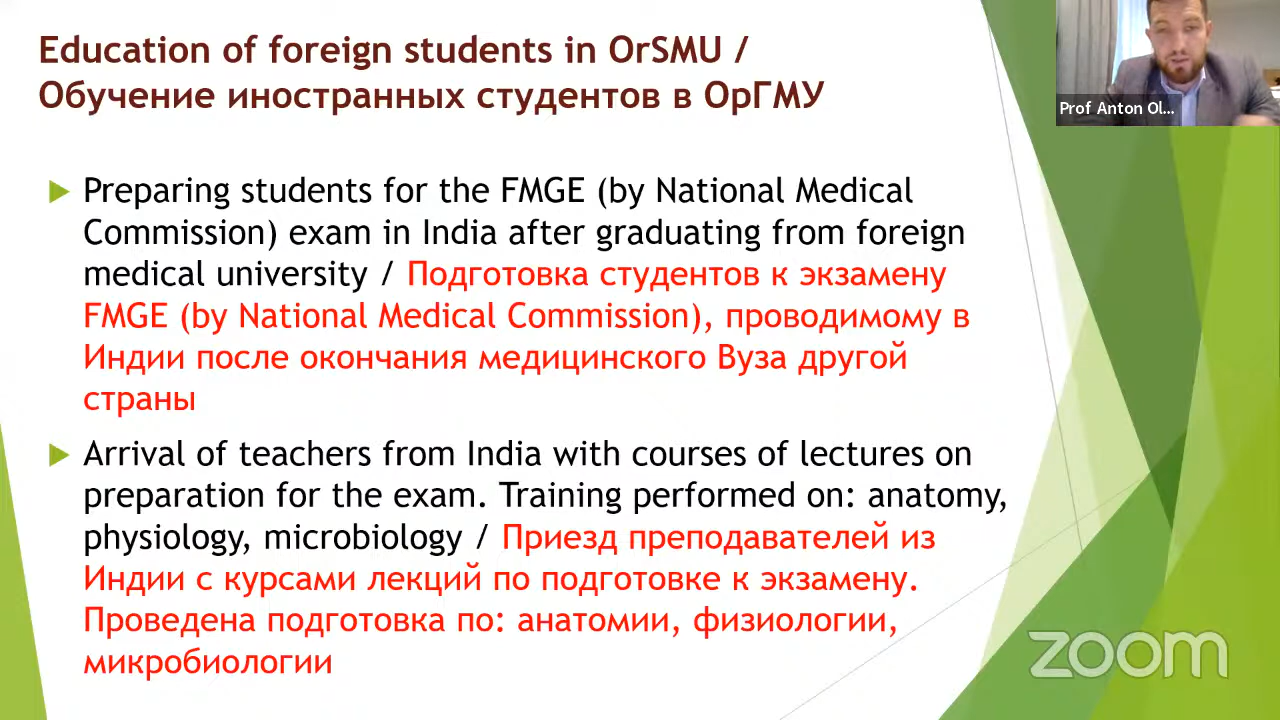 Education of foreign students in OrSMU /
Обучение иностранных студентов в ОрГМУ
Prof Anton Ol...
Preparing students for the FMGE (by National Medical
Commission) exam in India after graduating from foreign
medical university / Подготовка студентов к экзамену
FMGE (by National Medical Commission), проводимому в
Индии после окончания медицинского Вуза другой
страны
Arrival of teachers from India with courses of lectures on
preparation for the exam. Training performed on: anatomy,
physiology, microbiology / Приезд преподавателей из
Индии с курсами лекций по подготовке к экзамену.
Проведена подготовка по: анатомии, физиологии,
микробиологии
zoom